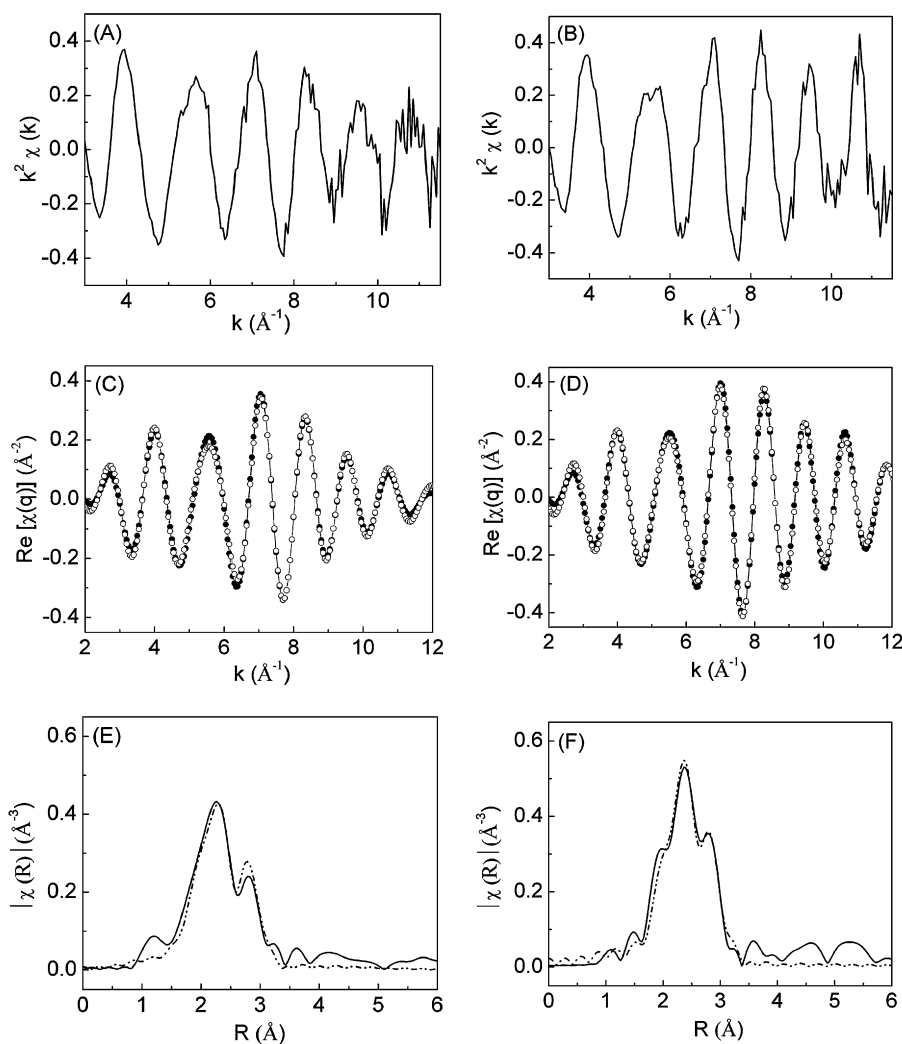 (A)
k² χ (k)
0.4
0.2
0.0
-0.2
-0.4
4 6 8 10
k (Å⁻¹)
(B)
k² χ (k)
0.4
0.2
0.0
-0.2
-0.4
4 6 8 10
k (Å⁻¹)
(C)
Re [χ(q)] (Å⁻²)
0.4
0.2
0.0
-0.2
-0.4
2 4 6 8 10 12
k (Å⁻¹)
(D)
Re [χ(q)] (Å⁻²)
0.4
0.2
0.0
-0.2
-0.4
2 4 6 8 10 12
k (Å⁻¹)
(E)
| χ (R) | (Å⁻³)
0.6
0.4
0.2
0.0
0 1 2 3 4 5 6
R (Å)
(F)
| χ (R) | (Å⁻³)
0.6
0.4
0.2
0.0
0 1 2 3 4 5 6
R (Å)